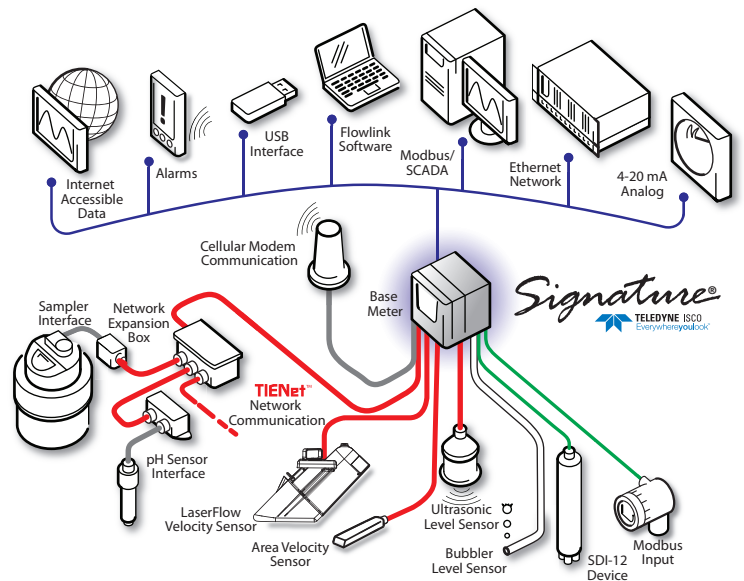 Internet
Accessible
Data
Alarms
USB
Interface
Flowlink
Software
Modbus/
SCADA
Ethernet
Network
4-20 mA
Analog
Cellular Modem
Communication
Base
Meter
Signature®
TELEDYNE ISCO
Everywhereyoulook™
Sampler
Interface
Network
Expansion
Box
TIENet™
Network
Communication
pH Sensor
Interface
LaserFlow
Velocity Sensor
Area Velocity
Sensor
Ultrasonic
Level Sensor
Bubbler
Level Sensor
SDI-12
Device
Modbus
Input